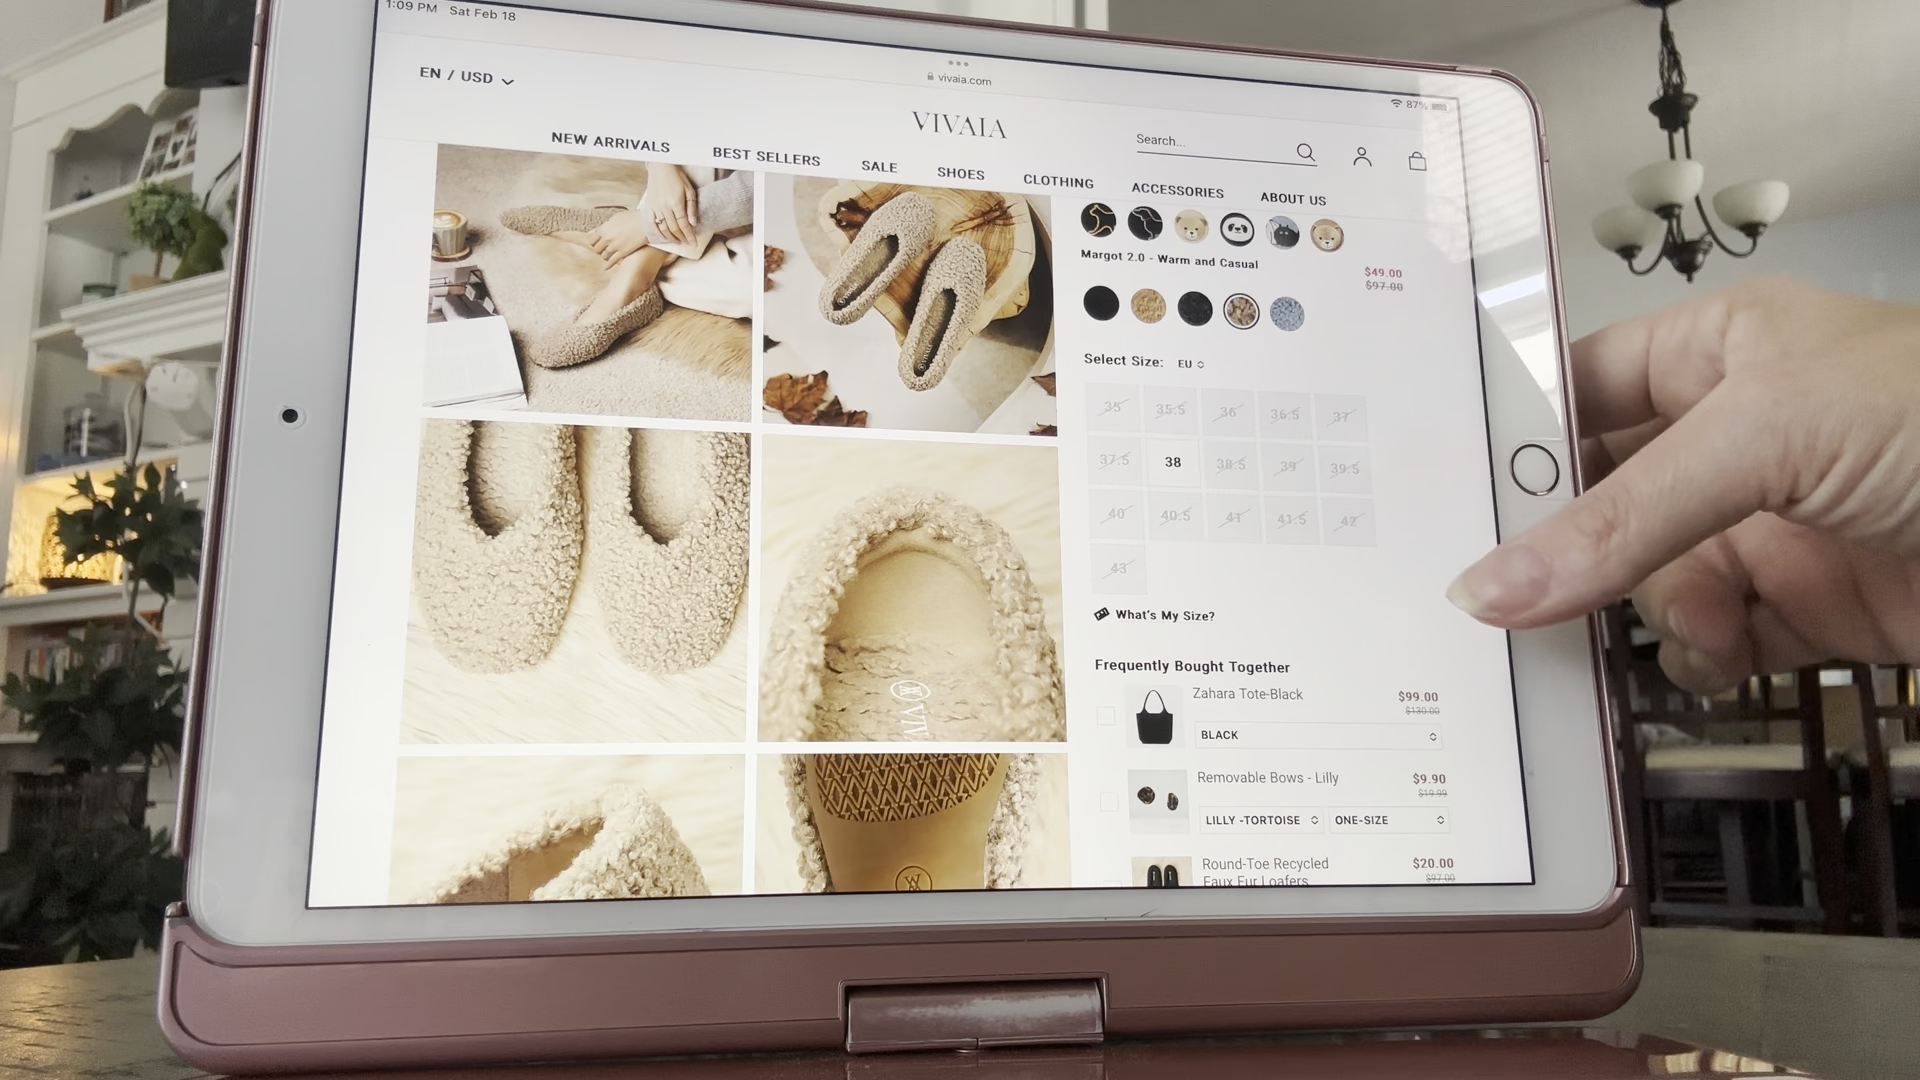 1:09 PM Sat Feb 18
vivaia.com
87%
EN / USD
VIVAIA
Search...
NEW ARRIVALS BEST SELLERS SALE SHOES CLOTHING ACCESSORIES ABOUT US
Margot 2.0 - Warm and Casual
$49.00
$97.00
Select Size: EU
35 35.5 36 36.5 37
37.5 38 38.5 39 39.5
40 40.5 41 41.5 42
43
What's My Size?
Frequently Bought Together
Zahara Tote-Black $99.00
$130.00
BLACK
Removable Bows - Lilly $9.90
$19.99
LILLY -TORTOISE ONE-SIZE
Round-Toe Recycled $20.00
Faux Fur Loafers $97.00